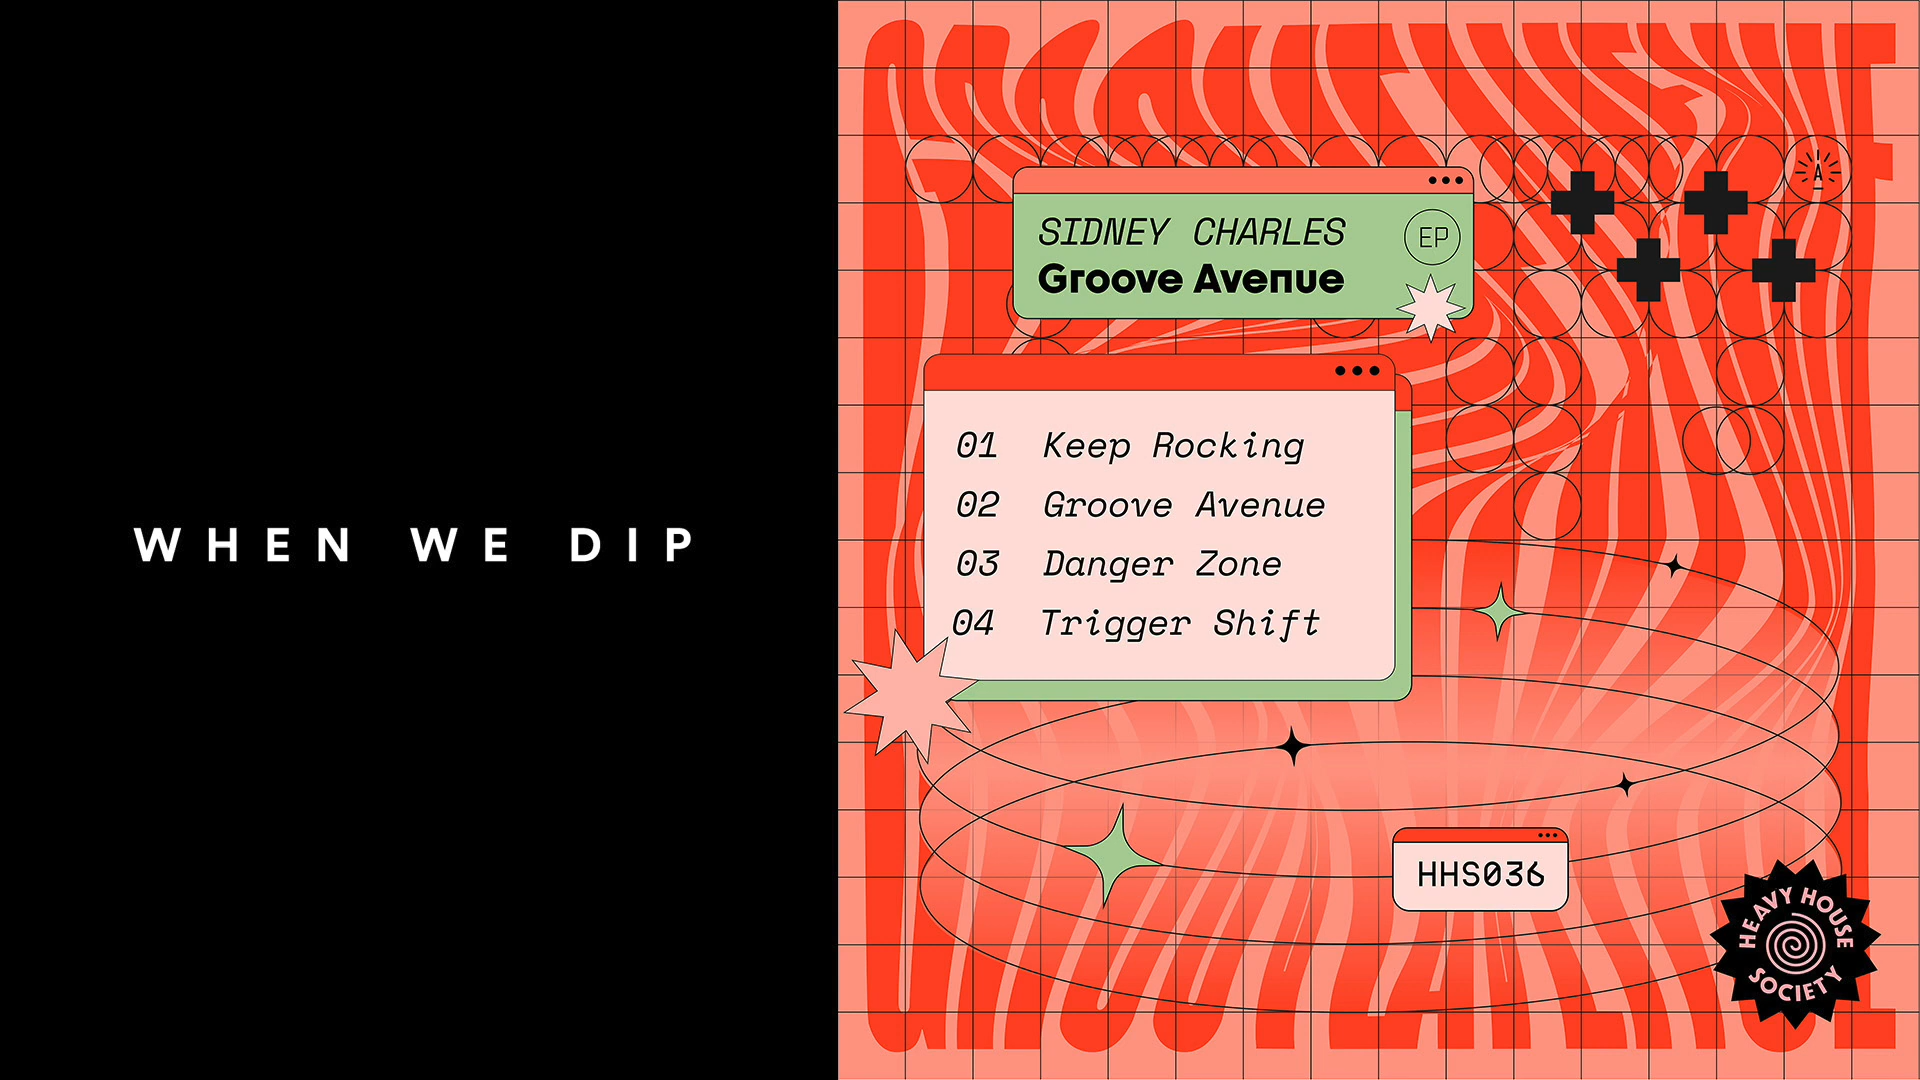 WHEN WE DIP
SIDNEY CHARLES
EP
Groove Avenue
01 Keep Rocking
02 Groove Avenue
03 Danger Zone
04 Trigger Shift
HHS036
HEAVY HOUSE
SOCIETY
A